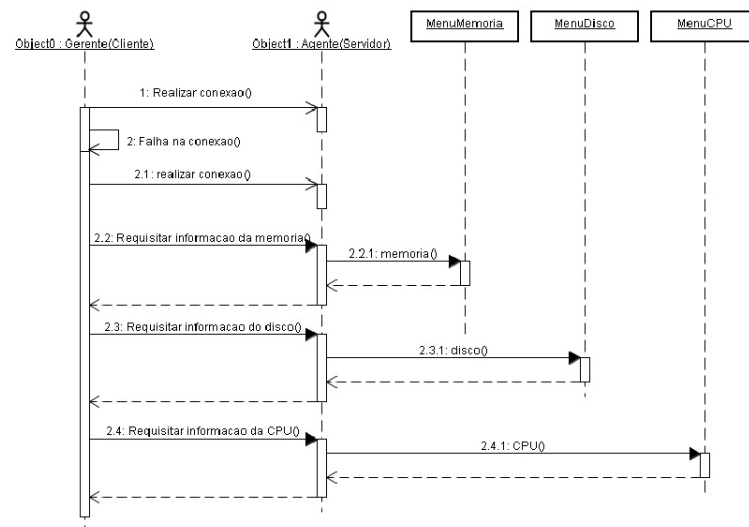 Object0 : Gerente(Cliente)
Object1 : Agente(Servidor)
MenuMemoria
MenuDisco
MenuCPU
1: Realizar conexao()
2: Falha na conexao()
2.1: realizar conexao()
2.2: Requisitar informacao da memoria()
2.2.1: memoria()
2.3: Requisitar informacao do disco()
2.3.1: disco()
2.4: Requisitar informacao da CPU()
2.4.1: CPU()